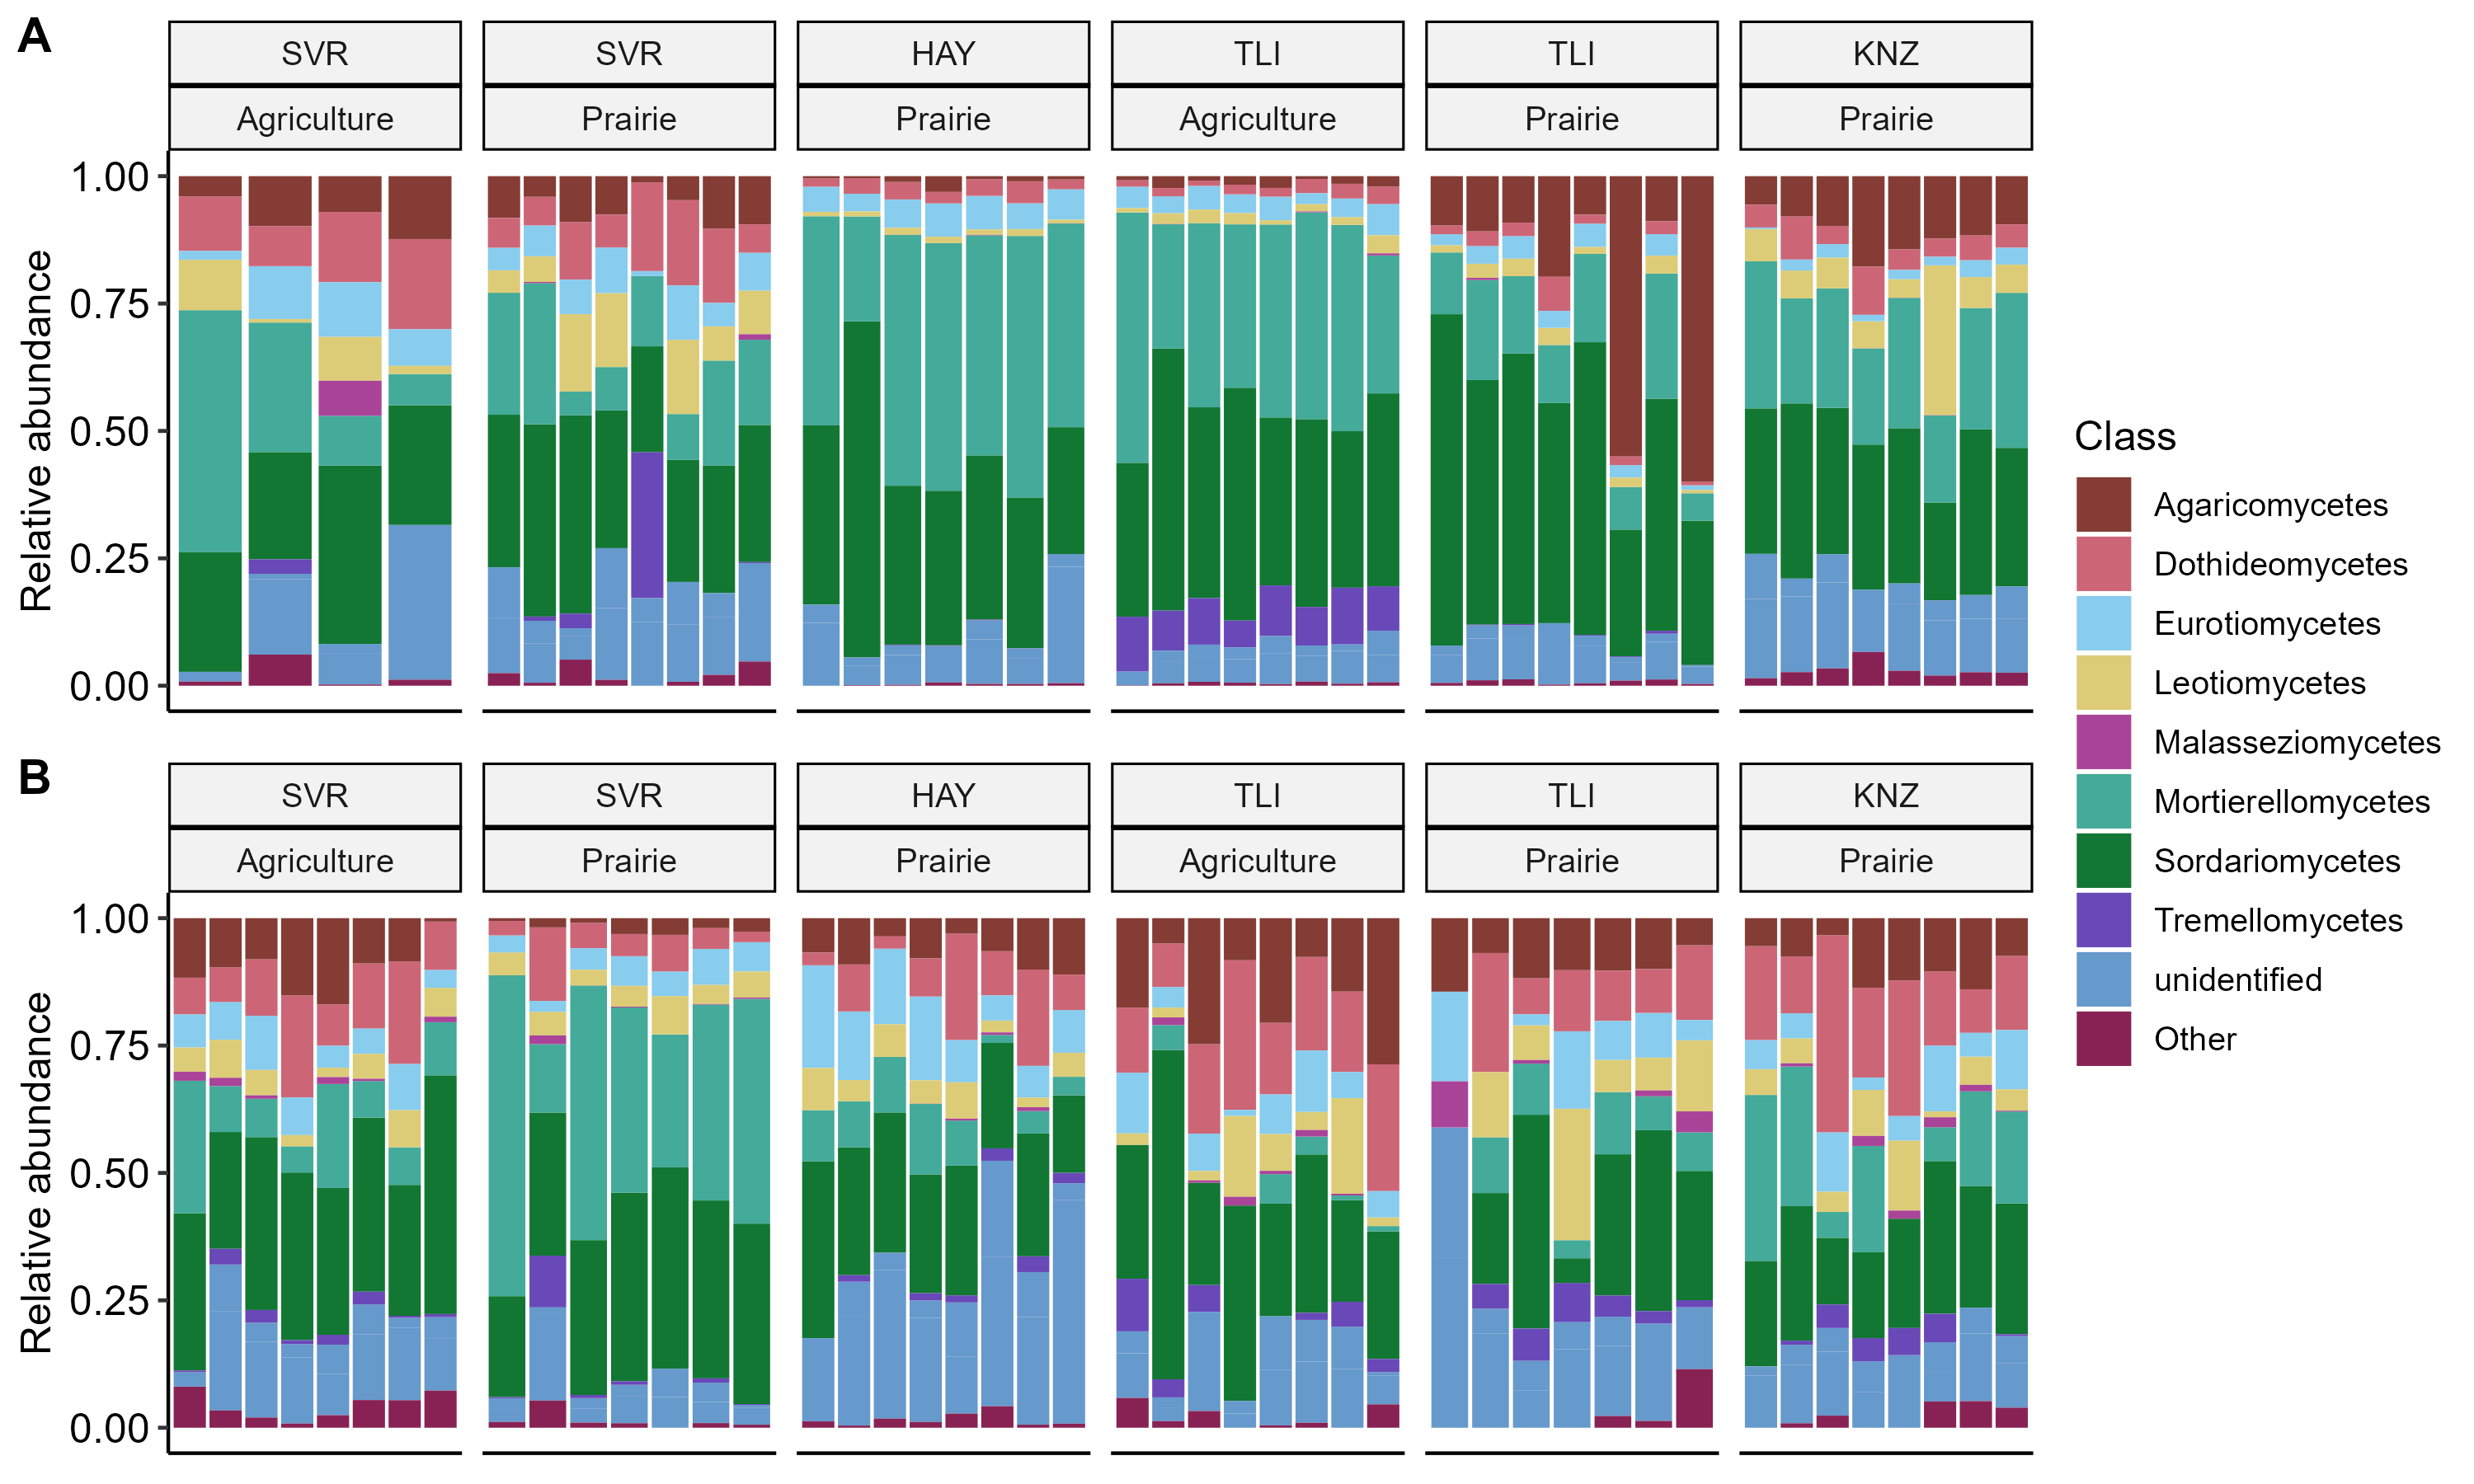 A
SVR SVR HAY TLI TLI KNZ
Agriculture Prairie Prairie Agriculture Prairie Prairie
1.00
0.75
0.50
0.25
0.00
Relative abundance
B
SVR SVR HAY TLI TLI KNZ
Agriculture Prairie Prairie Agriculture Prairie Prairie
1.00
0.75
0.50
0.25
0.00
Relative abundance
Class
Agaricomycetes
Dothideomycetes
Eurotiomycetes
Leotiomycetes
Malasseziomycetes
Mortierellomycetes
Sordariomycetes
Tremellomycetes
unidentified
Other